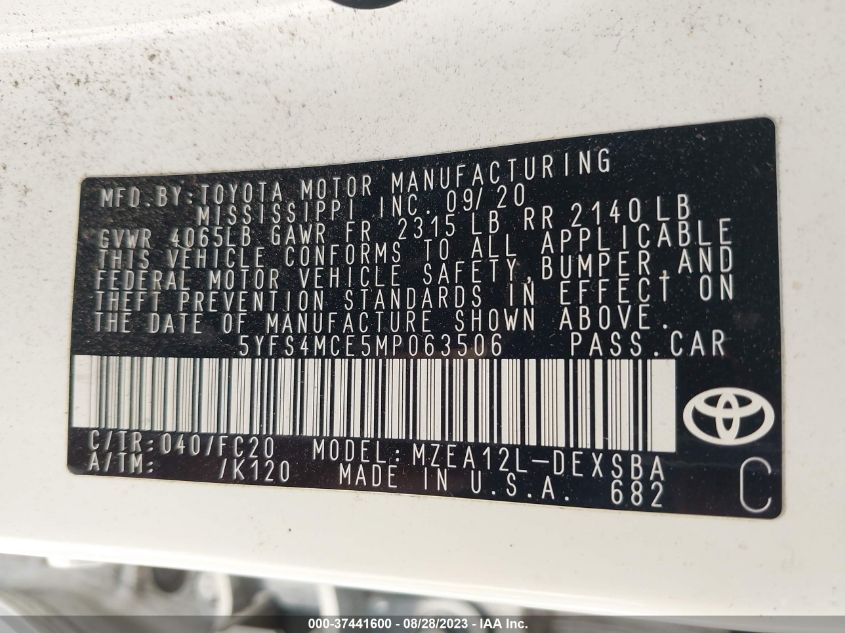 MFD.BY:TOYOTA MOTOR MANUFACTURING
MISSISSIPPI INC. 09/20
GVWR 4065LB GAWR FR 2315 LB RR 2140 LB
THIS VEHICLE CONFORMS TO ALL APPLICABLE
FEDERAL MOTOR VEHICLE SAFETY,BUMPER,AND
THEFT PREVENTION STANDARDS IN EFFECT ON
THE DATE OF MANUFACTURE SHOWN ABOVE.
5YFS4MCE5MP063506 PASS.CAR
C/TR:040/FC20 MODEL:MZEA12L-DEXSBA
A/TM: /K120 MADE IN U.S.A. 682
C
000-37441600 | 08/28/2023 - IAA Inc.